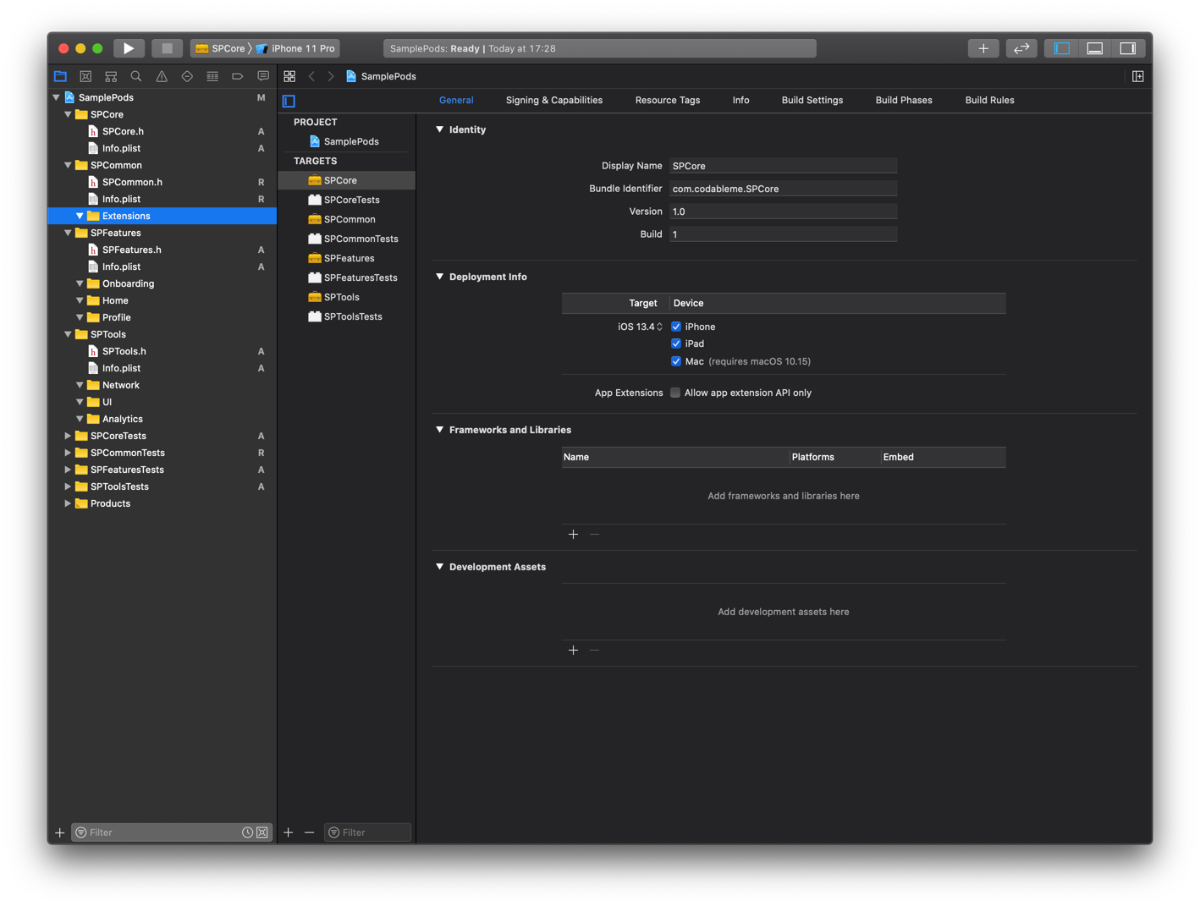 SPCore 〉 iPhone 11 Pro
SamplePods: Ready | Today at 17:28
SamplePods
SamplePods M
SPCore
h SPCore.h A
Info.plist A
SPCommon
h SPCommon.h R
Info.plist R
Extensions
SPFeatures
h SPFeatures.h A
Info.plist A
Onboarding
Home
Profile
SPTools
h SPTools.h A
Info.plist A
Network
UI
Analytics
SPCoreTests A
SPCommonTests R
SPFeaturesTests A
SPToolsTests A
Products
Filter
PROJECT
SamplePods
TARGETS
SPCore
SPCoreTests
SPCommon
SPCommonTests
SPFeatures
SPFeaturesTests
SPTools
SPToolsTests
Filter
General Signing & Capabilities Resource Tags Info Build Settings Build Phases Build Rules
Identity
Display Name SPCore
Bundle Identifier com.codableme.SPCore
Version 1.0
Build 1
Deployment Info
Target Device
iOS 13.4 iPhone
iPad
Mac (requires macOS 10.15)
App Extensions Allow app extension API only
Frameworks and Libraries
Name Platforms Embed
Add frameworks and libraries here
Development Assets
Add development assets here